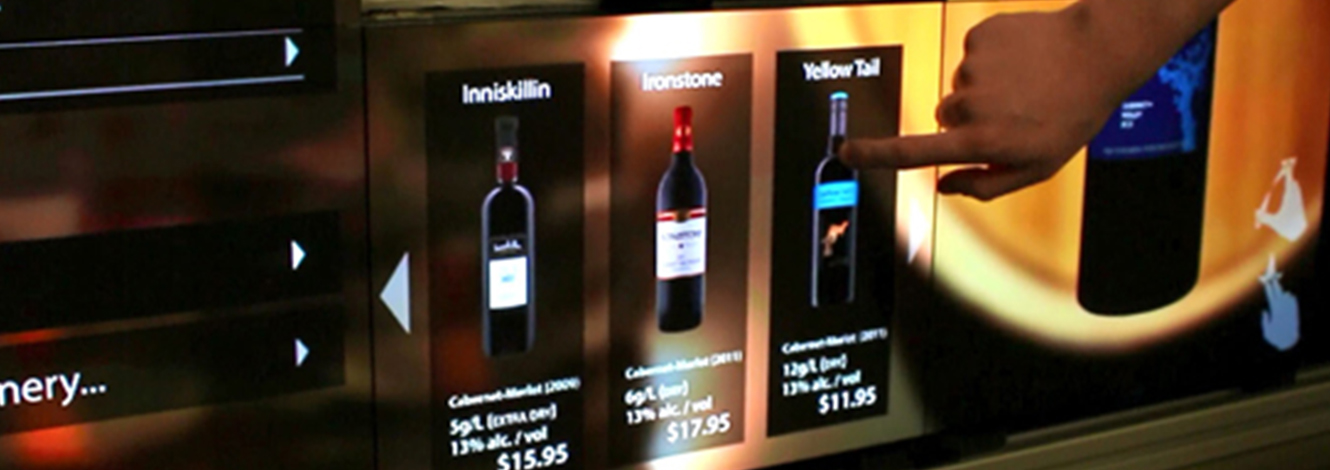 Inniskillin
Cabernet-Merlot (2009)
5g/L (EXTRA DRY)
13% alc. / vol
$15.95
Ironstone
Cabernet-Merlot (2011)
6g/L (DRY)
13% alc. / vol
$17.95
Yellow Tail
Cabernet-Merlot (2011)
12g/L (DRY)
13% alc. / vol
$11.95
nery...